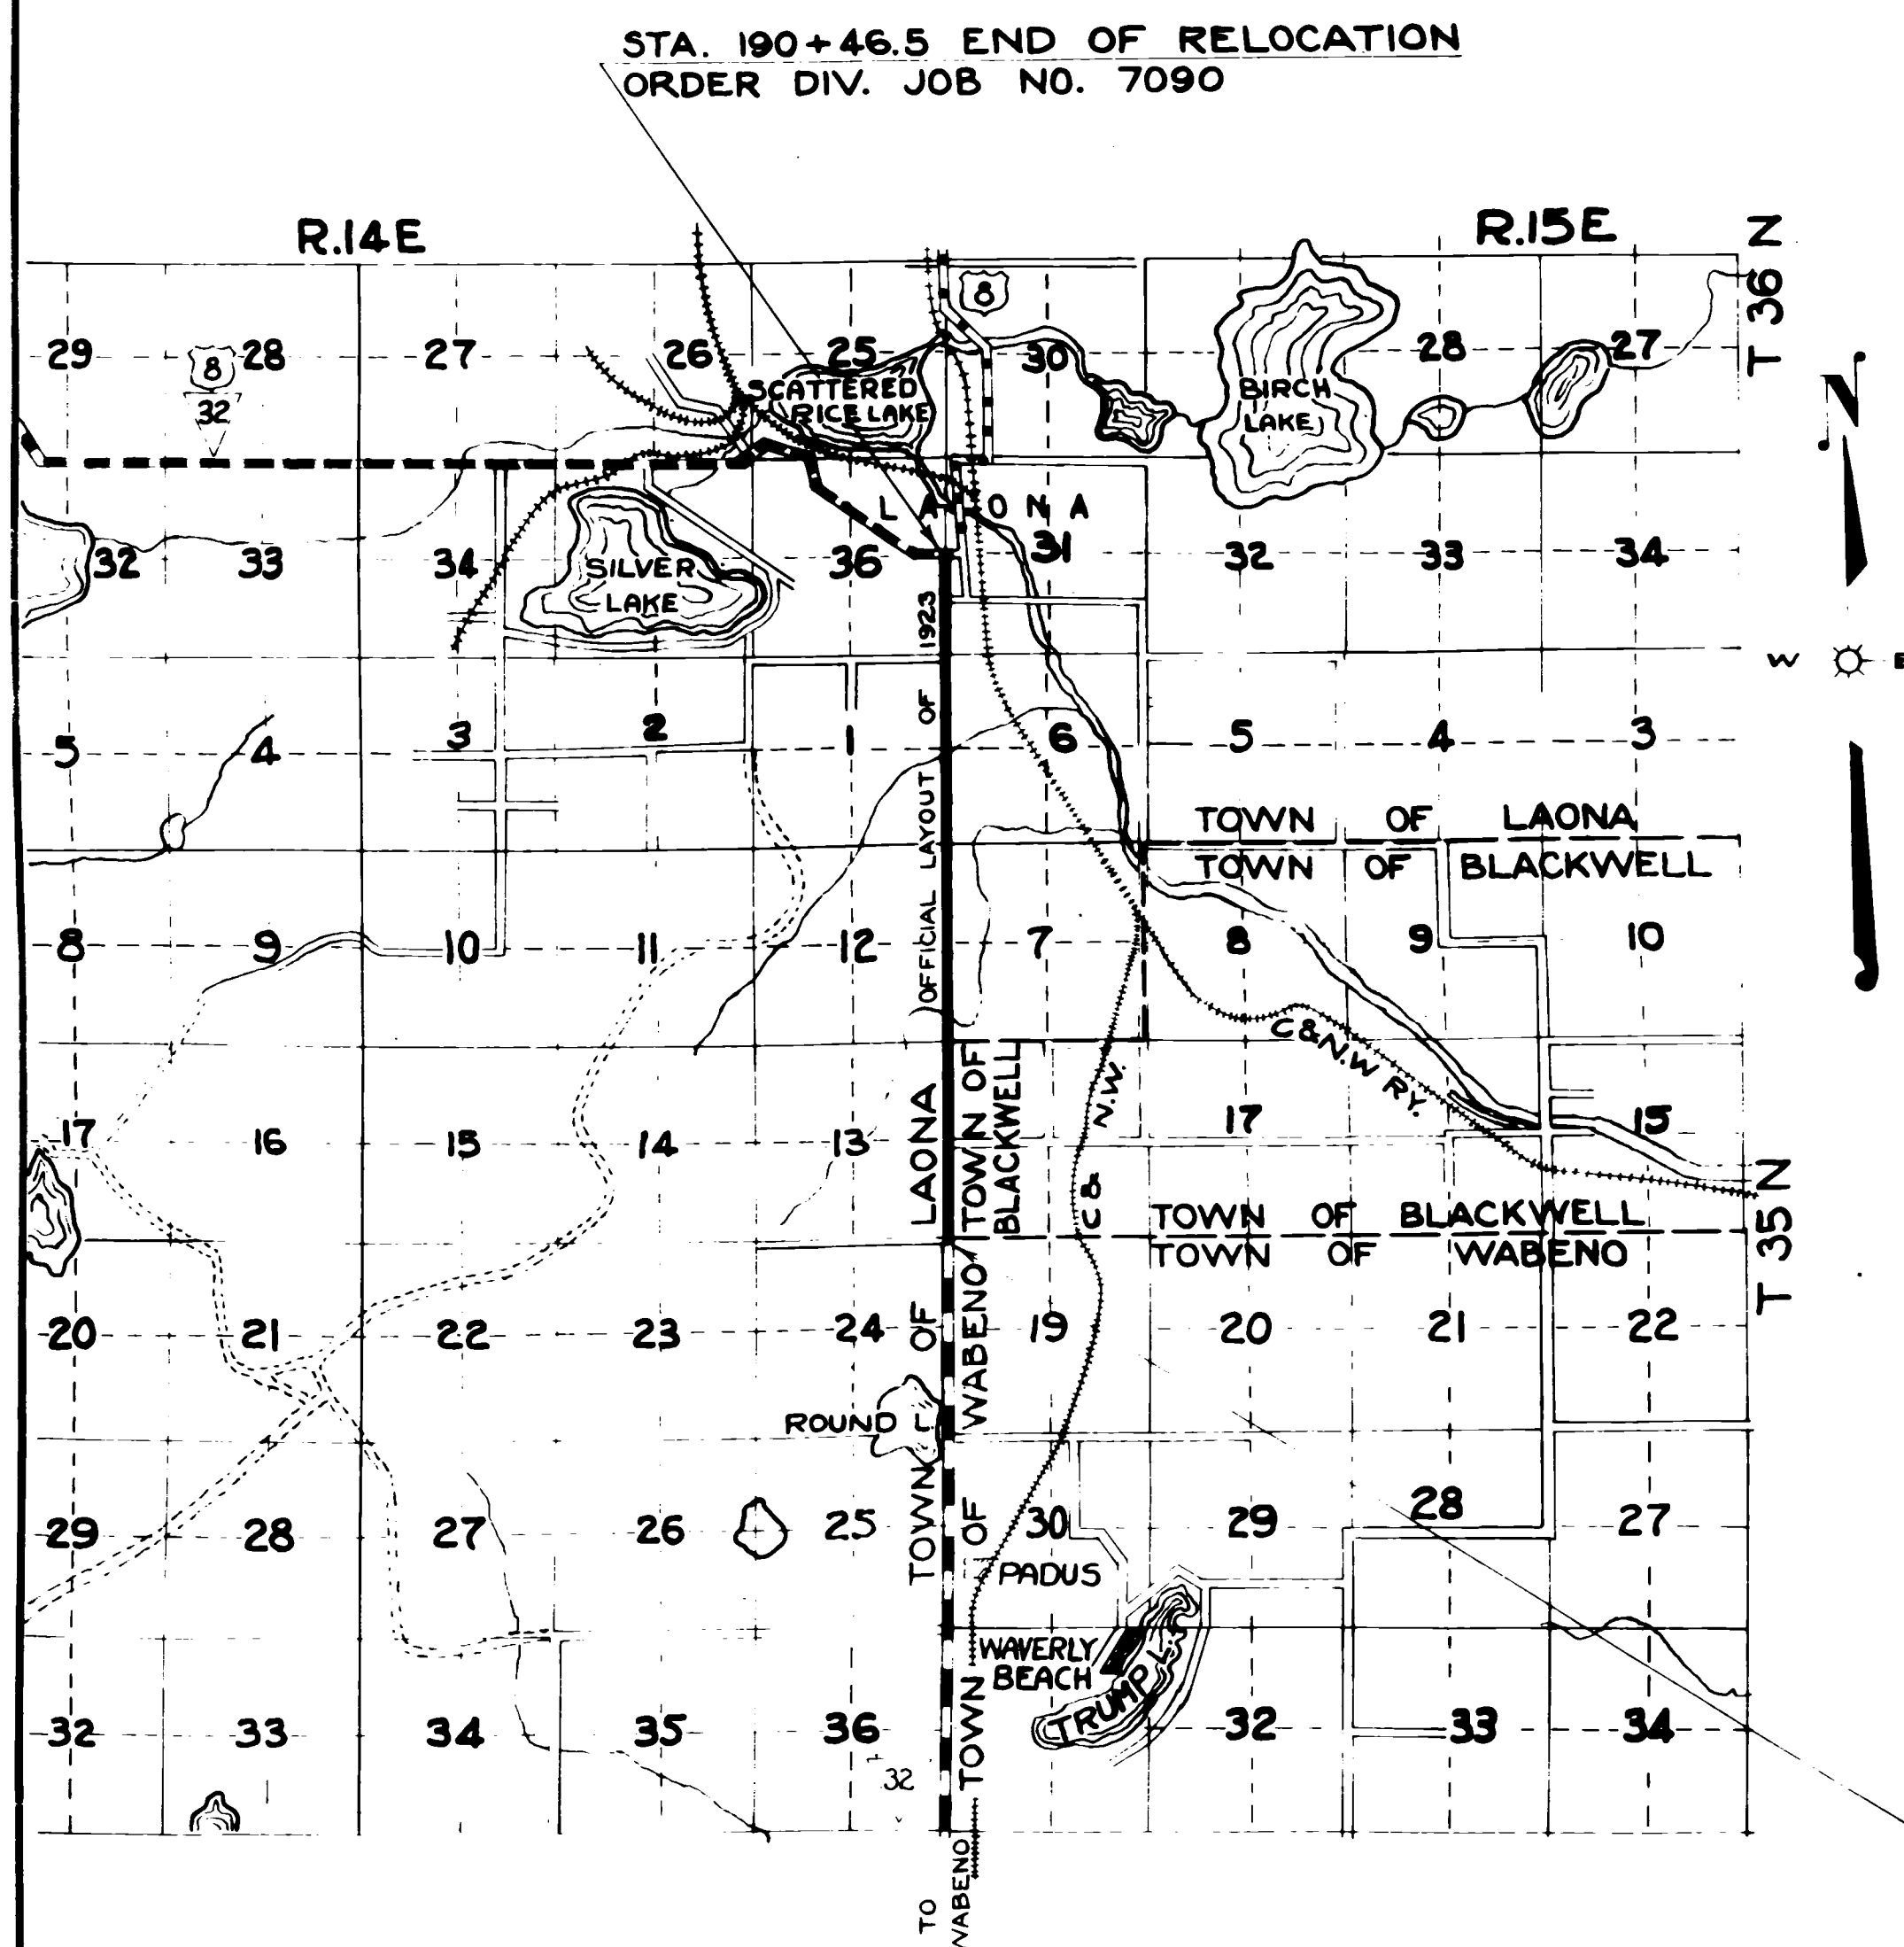 STA. 190+46.5 END OF RELOCATION
ORDER DIV. JOB NO. 7090
R.14E
R.15E
T 36 N
8
29 28 27 26 25 30 28 27
8
32
SCATTERED
RICE LAKE
BIRCH
LAKE
N
LAONA
32 33 34 36 31 32 33 34
SILVER
LAKE
W E
OFFICIAL LAYOUT OF 1923
5 4 3 2 1 6 5 4 3
TOWN OF LAONA
TOWN OF BLACKWELL
8 9 10 11 12 7 8 9 10
C&N.W RY.
C & N.W.
17 16 15 14 13 17 15
TOWN OF LAONA
TOWN OF
BLACKWELL
TOWN OF BLACKWELL
TOWN OF WABENO
T 35 N
20 21 22 23 24 19 20 21 22
TOWN OF WABENO
ROUND L
29 28 27 26 25 30 29 28 27
PADUS
WAVERLY
BEACH
TRUMP L.
32 33 34 35 36 32 33 34
32
TO
WABENO